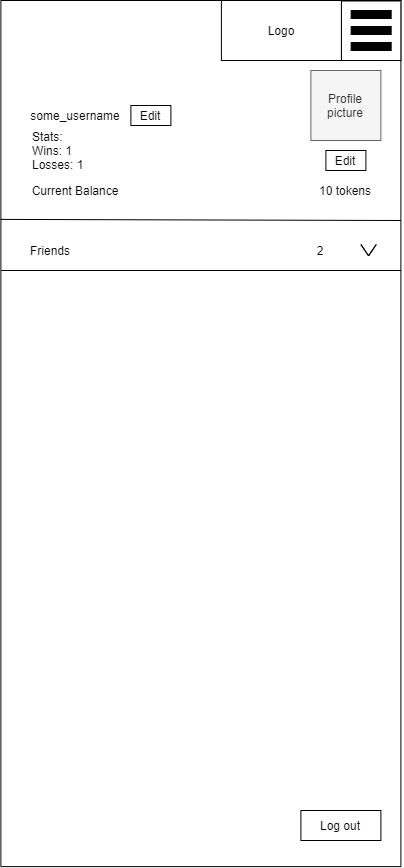 Logo
Profile
picture
some_username
Edit
Stats:
Wins: 1
Losses: 1
Edit
Current Balance
10 tokens
Friends
2
Log out